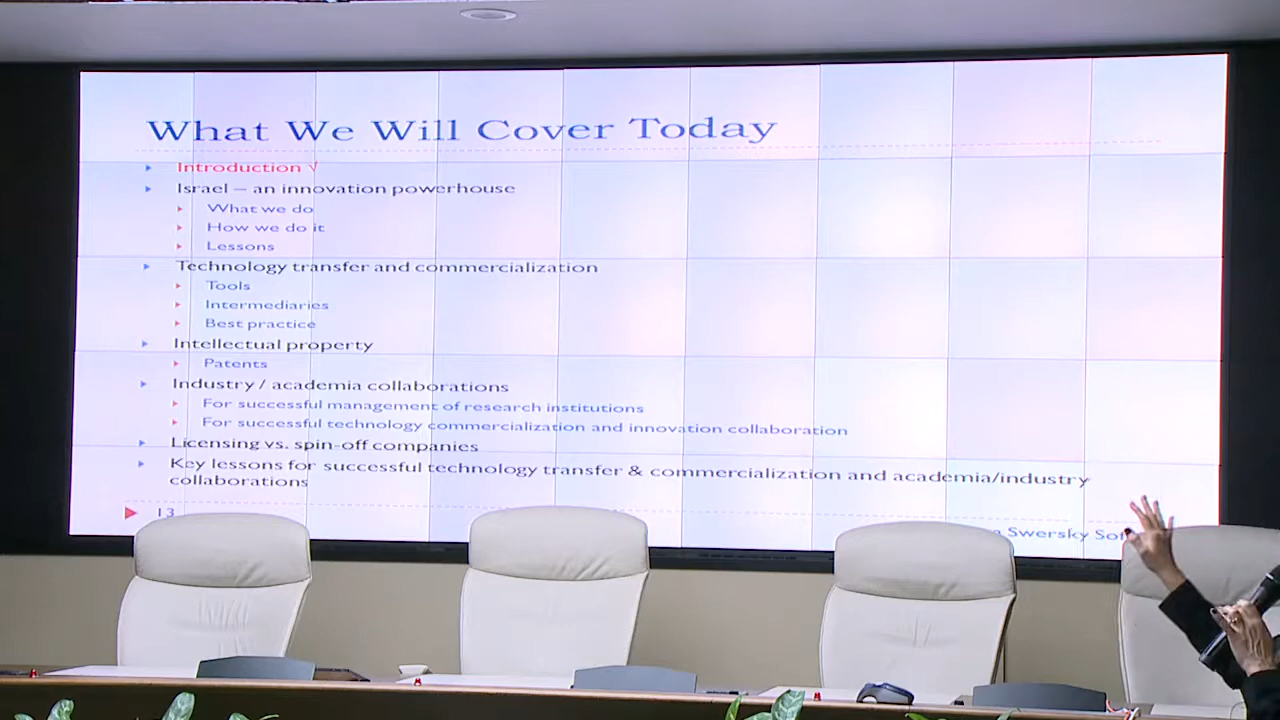 What We Will Cover Today
Introduction √
Israel – an innovation powerhouse
What we do
How we do it
Lessons
Technology transfer and commercialization
Tools
Intermediaries
Best practice
Intellectual property
Patents
Industry / academia collaborations
For successful management of research institutions
For successful technology commercialization and innovation collaboration
Licensing vs. spin-off companies
Key lessons for successful technology transfer & commercialization and academia/industry
collaborations
13
Swersky